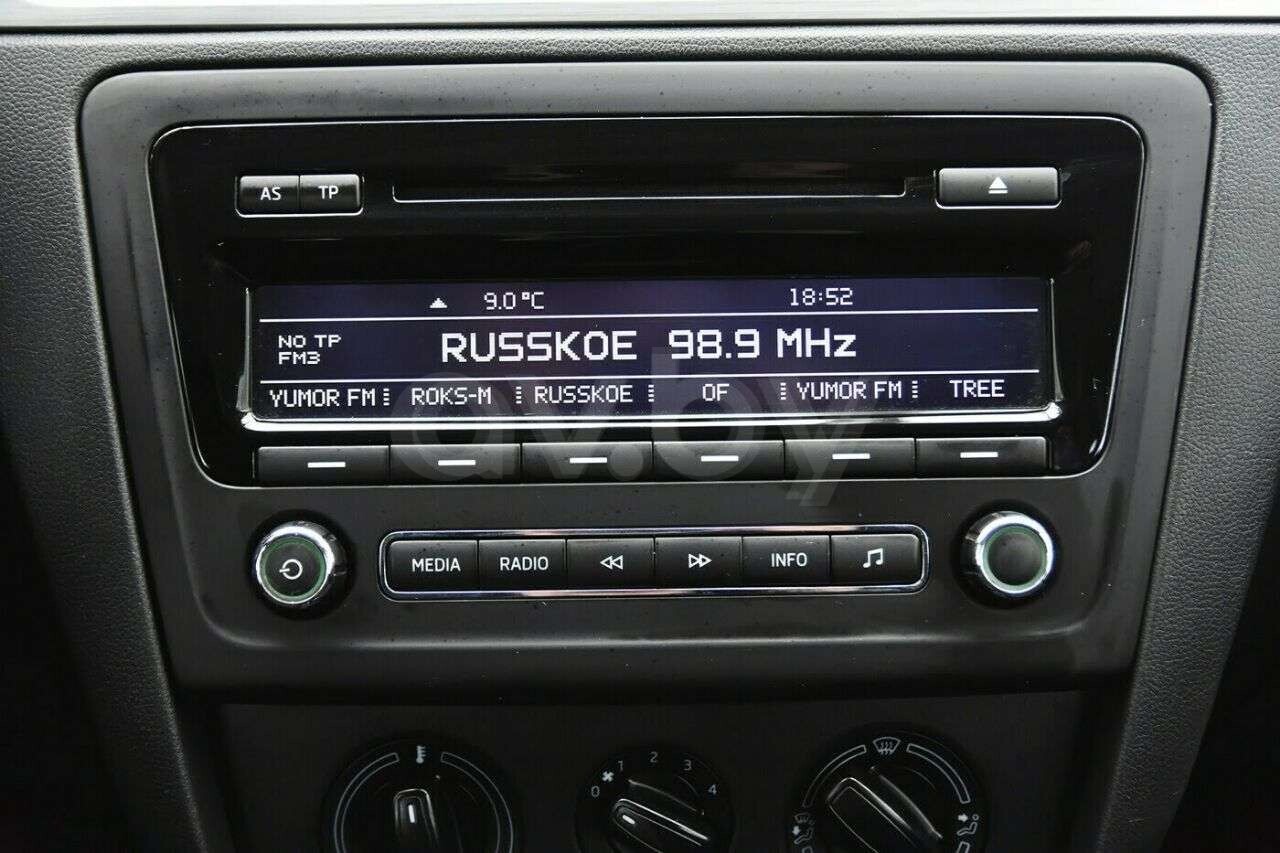 AS TP
9.0°C 18:52
NO TP
FM3
RUSSKOE 98.9 MHz
YUMOR FM ROKS-M RUSSKOE OF YUMOR FM TREE
av.by
MEDIA RADIO INFO
0 1 2 3 4